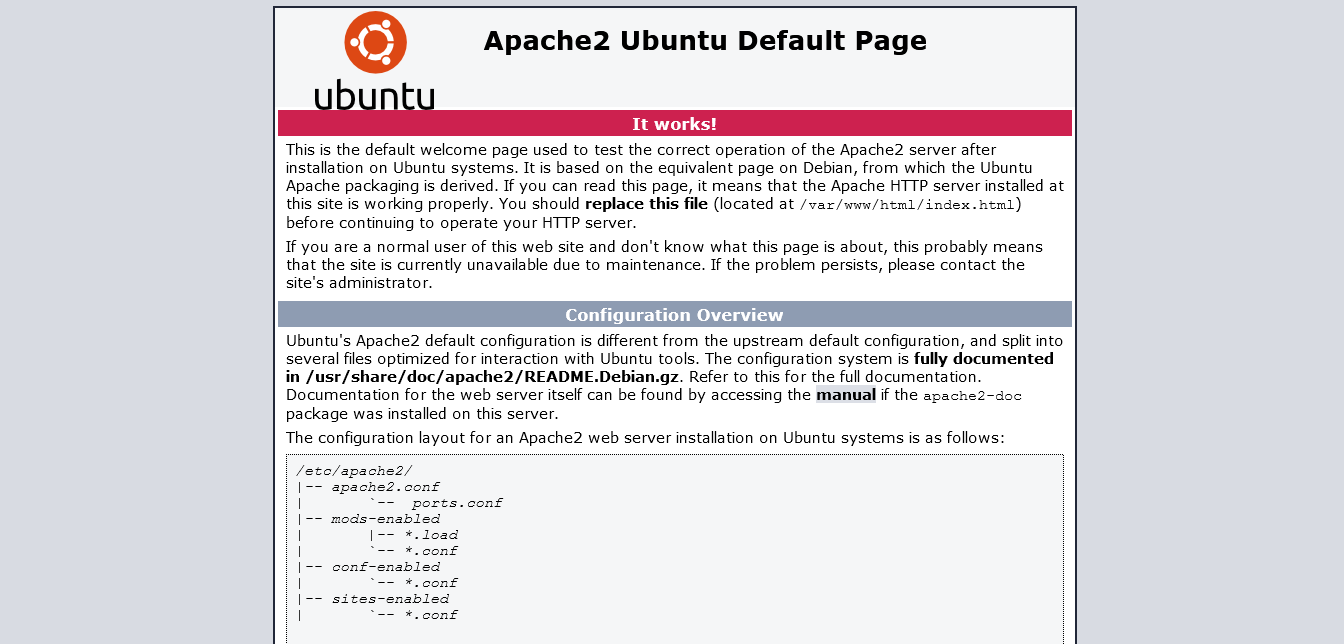 ubuntu
Apache2 Ubuntu Default Page
It works!
This is the default welcome page used to test the correct operation of the Apache2 server after
installation on Ubuntu systems. It is based on the equivalent page on Debian, from which the Ubuntu
Apache packaging is derived. If you can read this page, it means that the Apache HTTP server installed at
this site is working properly. You should replace this file (located at /var/www/html/index.html)
before continuing to operate your HTTP server.
If you are a normal user of this web site and don't know what this page is about, this probably means
that the site is currently unavailable due to maintenance. If the problem persists, please contact the
site's administrator.
Configuration Overview
Ubuntu's Apache2 default configuration is different from the upstream default configuration, and split into
several files optimized for interaction with Ubuntu tools. The configuration system is fully documented
in /usr/share/doc/apache2/README.Debian.gz. Refer to this for the full documentation.
Documentation for the web server itself can be found by accessing the manual if the apache2-doc
package was installed on this server.
The configuration layout for an Apache2 web server installation on Ubuntu systems is as follows:
/etc/apache2/
|-- apache2.conf
|       `--  ports.conf
|-- mods-enabled
|       |-- *.load
|       `-- *.conf
|-- conf-enabled
|       `-- *.conf
|-- sites-enabled
|       `-- *.conf